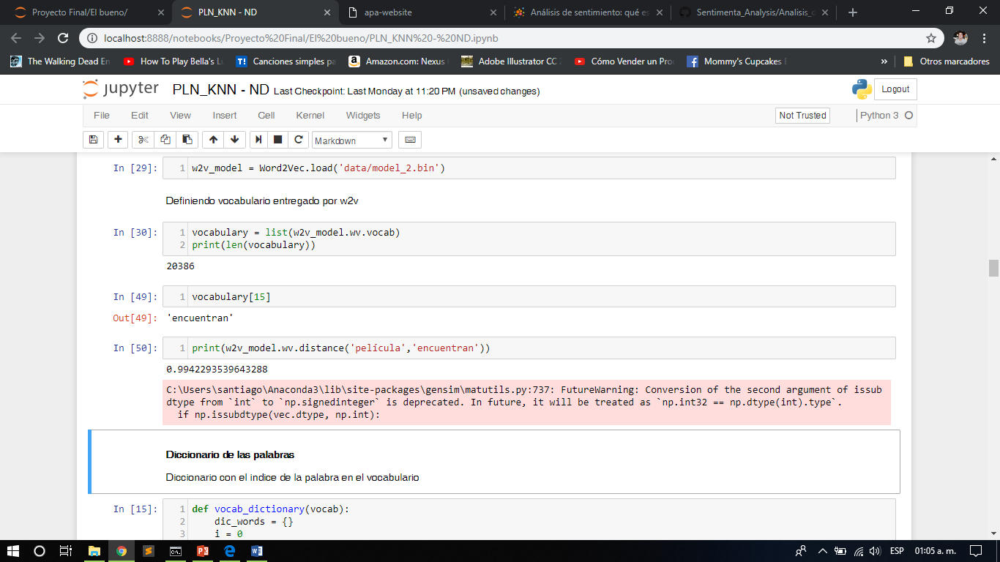 Proyecto Final/El bueno/
PLN_KNN - ND
apa-website
Análisis de sentimiento: qué es
Sentimenta_Analysis/Analisis_d
localhost:8888/notebooks/Proyecto%20Final/El%20bueno/PLN_KNN%20-%20ND.ipynb
The Walking Dead En
How To Play Bella's Lu
T!
Canciones simples pa
Amazon.com: Nexus
Adobe Illustrator CC 2
Cómo Vender un Pro
Mommy's Cupcakes
»
Otros marcadores
jupyter
PLN_KNN - ND
Last Checkpoint: Last Monday at 11:20 PM (unsaved changes)
Logout
File
Edit
View
Insert
Cell
Kernel
Widgets
Help
Not Trusted
Python 3
Markdown
In [29]:
1 w2v_model = Word2Vec.load('data/model_2.bin')
Definiendo vocabulario entregado por w2v
In [30]:
1 vocabulary = list(w2v_model.wv.vocab)
2 print(len(vocabulary))
20386
In [49]:
1 vocabulary[15]
Out[49]: 'encuentran'
In [50]:
1 print(w2v_model.wv.distance('película','encuentran'))
0.9942293539643288
C:\Users\santiago\Anaconda3\lib\site-packages\gensim\matutils.py:737: FutureWarning: Conversion of the second argument of issub
dtype from `int` to `np.signedinteger` is deprecated. In future, it will be treated as `np.int32 == np.dtype(int).type`.
if np.issubdtype(vec.dtype, np.int):
Diccionario de las palabras
Diccionario con el indice de la palabra en el vocabulario
In [15]:
1 def vocab_dictionary(vocab):
2 dic_words = {}
3 i = 0
ESP
01:05 a. m.